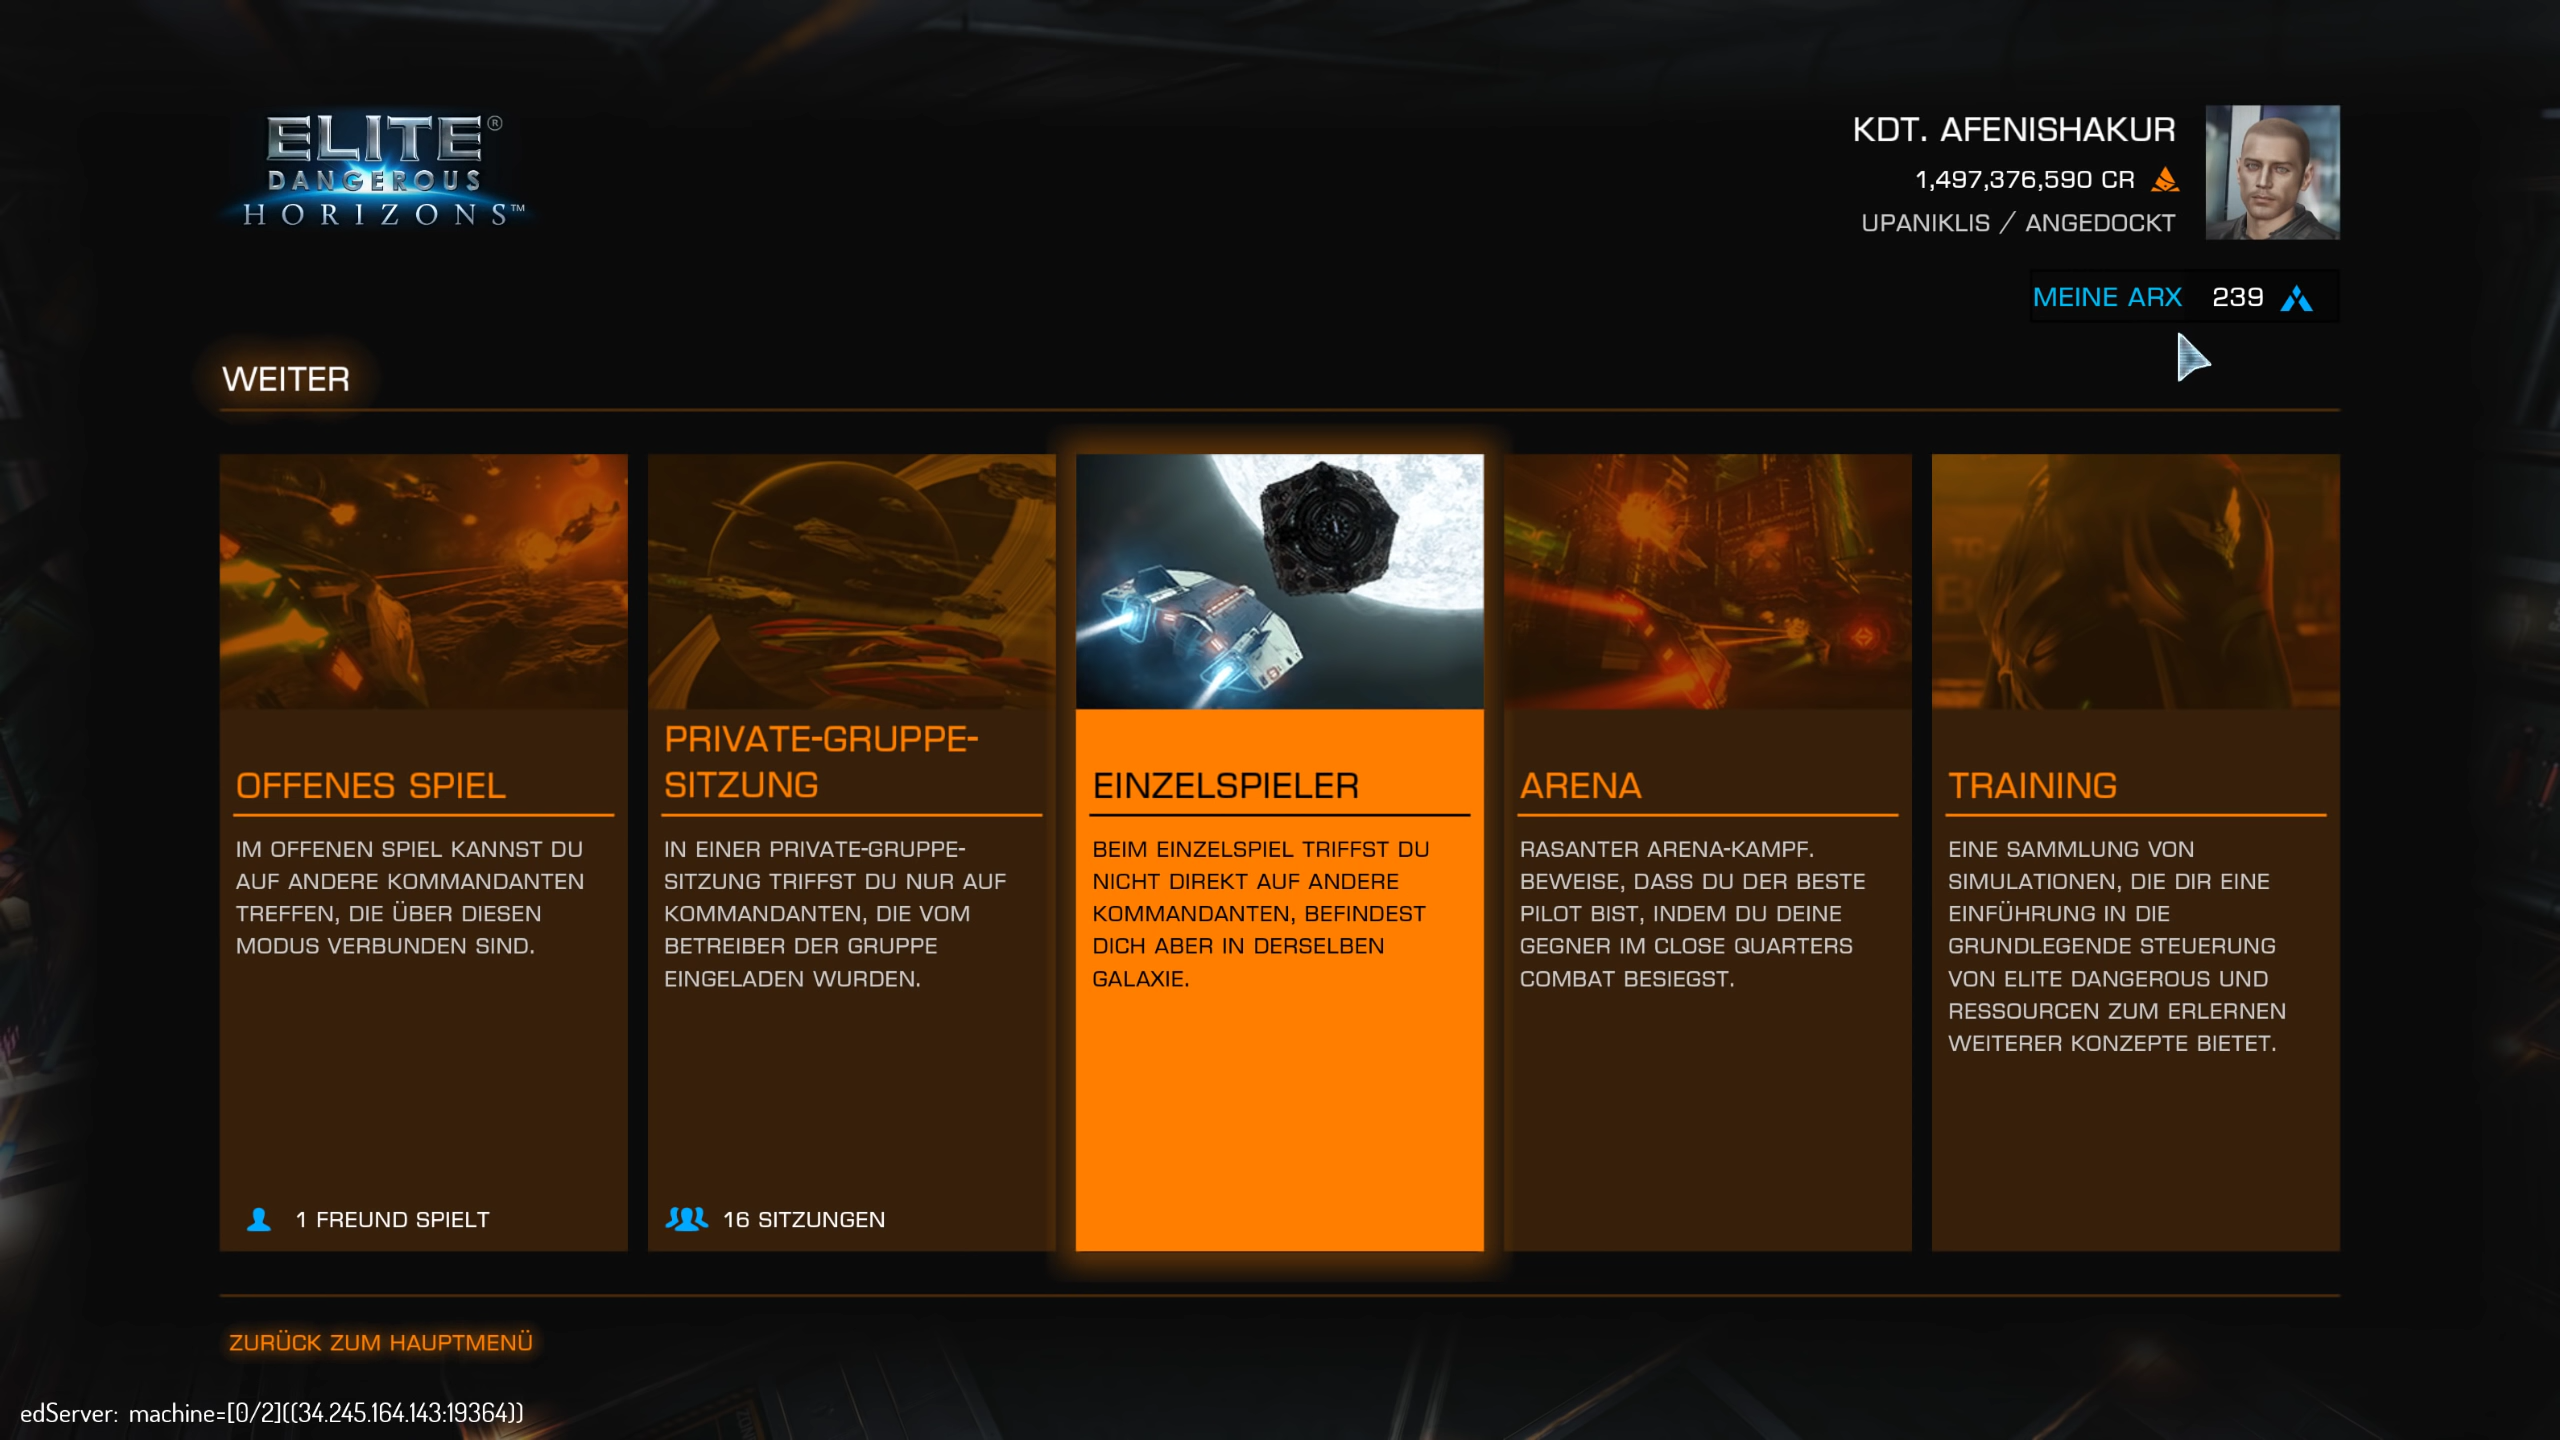 ELITE®
DANGEROUS
HORIZONS™
KDT. AFENISHAKUR
1,497,376,590 CR
UPANIKLIS / ANGEDOCKT
MEINE ARX 239
WEITER
OFFENES SPIEL
IM OFFENEN SPIEL KANNST DU
AUF ANDERE KOMMANDANTEN
TREFFEN, DIE ÜBER DIESEN
MODUS VERBUNDEN SIND.
1 FREUND SPIELT
PRIVATE-GRUPPE-
SITZUNG
IN EINER PRIVATE-GRUPPE-
SITZUNG TRIFFST DU NUR AUF
KOMMANDANTEN, DIE VOM
BETREIBER DER GRUPPE
EINGELADEN WURDEN.
16 SITZUNGEN
EINZELSPIELER
BEIM EINZELSPIEL TRIFFST DU
NICHT DIREKT AUF ANDERE
KOMMANDANTEN, BEFINDEST
DICH ABER IN DERSELBEN
GALAXIE.
ARENA
RASANTER ARENA-KAMPF.
BEWEISE, DASS DU DER BESTE
PILOT BIST, INDEM DU DEINE
GEGNER IM CLOSE QUARTERS
COMBAT BESIEGST.
TRAINING
EINE SAMMLUNG VON
SIMULATIONEN, DIE DIR EINE
EINFÜHRUNG IN DIE
GRUNDLEGENDE STEUERUNG
VON ELITE DANGEROUS UND
RESSOURCEN ZUM ERLERNEN
WEITERER KONZEPTE BIETET.
ZURÜCK ZUM HAUPTMENÜ
edServer: machine=[0/2]((34.245.164.143:19364))